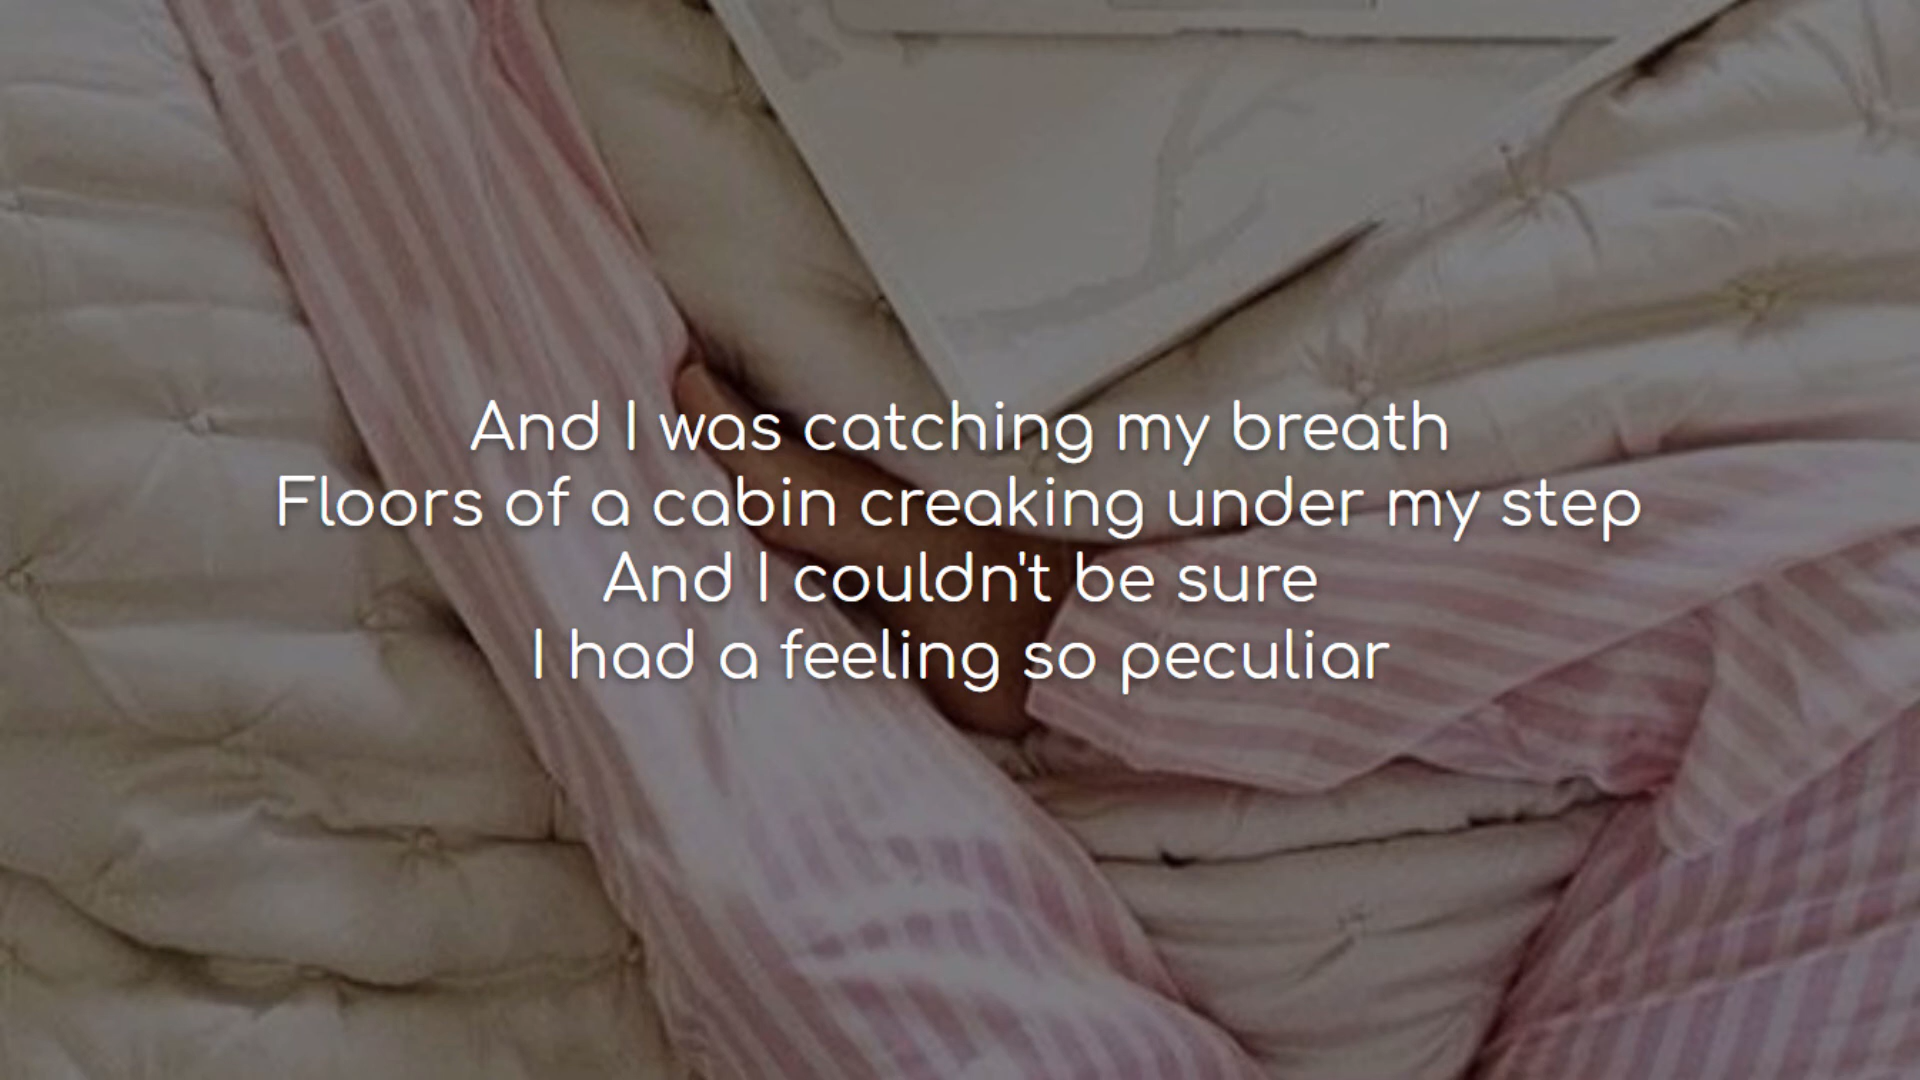 And I was catching my breath
Floors of a cabin creaking under my step
And I couldn't be sure
I had a feeling so peculiar